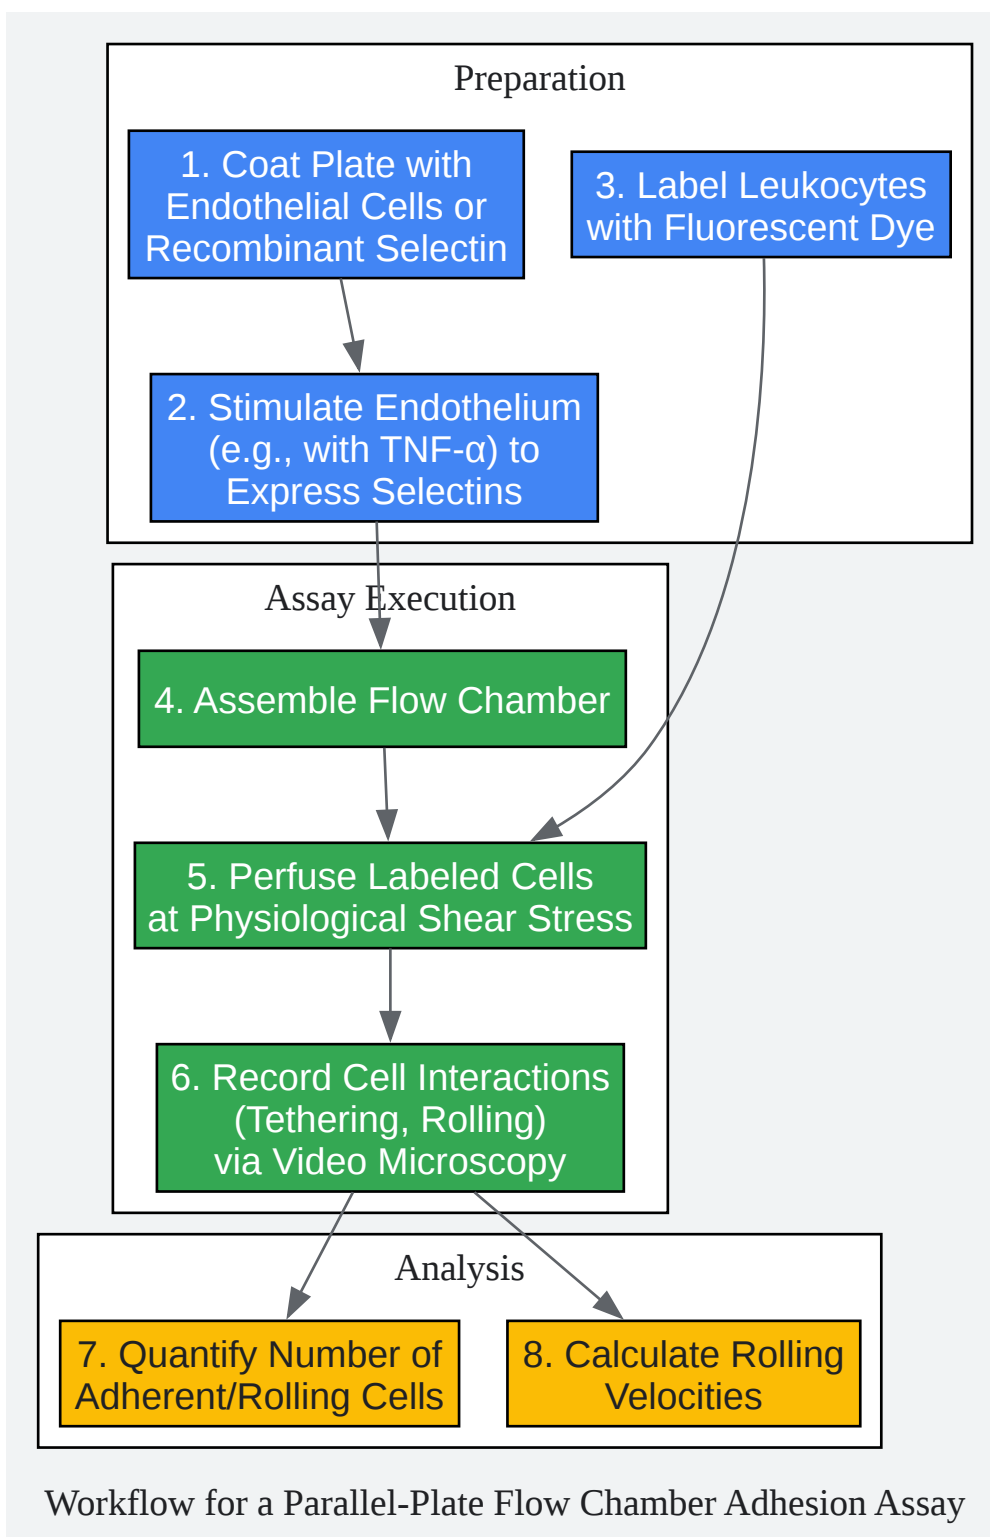 Preparation
1. Coat Plate with
Endothelial Cells or
Recombinant Selectin
3. Label Leukocytes
with Fluorescent Dye
2. Stimulate Endothelium
(e.g., with TNF-α) to
Express Selectins
Assay Execution
4. Assemble Flow Chamber
5. Perfuse Labeled Cells
at Physiological Shear Stress
6. Record Cell Interactions
(Tethering, Rolling)
via Video Microscopy
Analysis
7. Quantify Number of
Adherent/Rolling Cells
8. Calculate Rolling
Velocities
Workflow for a Parallel-Plate Flow Chamber Adhesion Assay